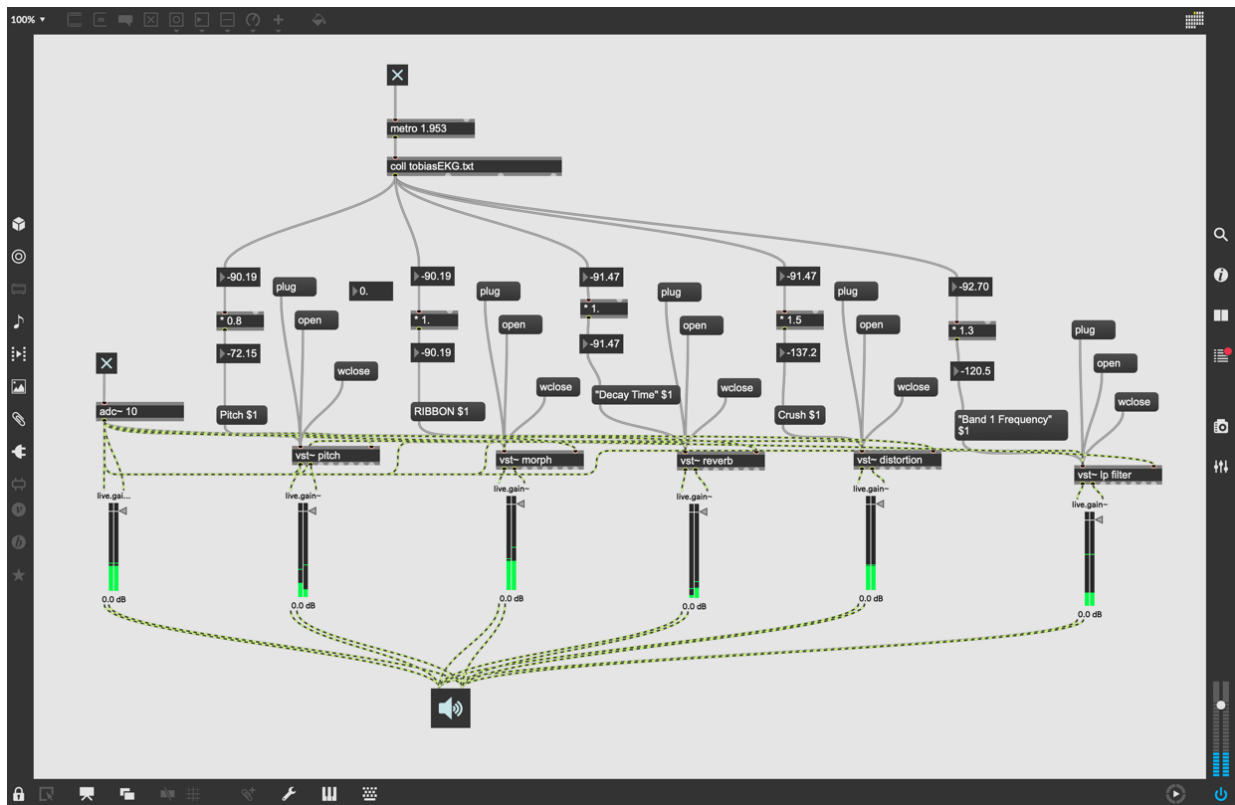 100%
metro 1.953
coll tobiasEKG.txt
-90.19
plug
0.
-90.19
plug
-91.47
plug
-91.47
plug
-92.70
* 0.8
open
* 1.
open
* 1.
open
* 1.5
open
* 1.3
plug
-72.15
-90.19
-91.47
-137.2
open
wclose
wclose
wclose
wclose
-120.5
wclose
adc~ 10
Pitch $1
RIBBON $1
"Decay Time" $1
Crush $1
"Band 1 Frequency"
$1
vst~ pitch
vst~ morph
vst~ reverb
vst~ distortion
vst~ lp filter
live.gai...
live.gain~
live.gain~
live.gain~
live.gain~
live.gain~
0.0 dB
0.0 dB
0.0 dB
0.0 dB
0.0 dB
0.0 dB